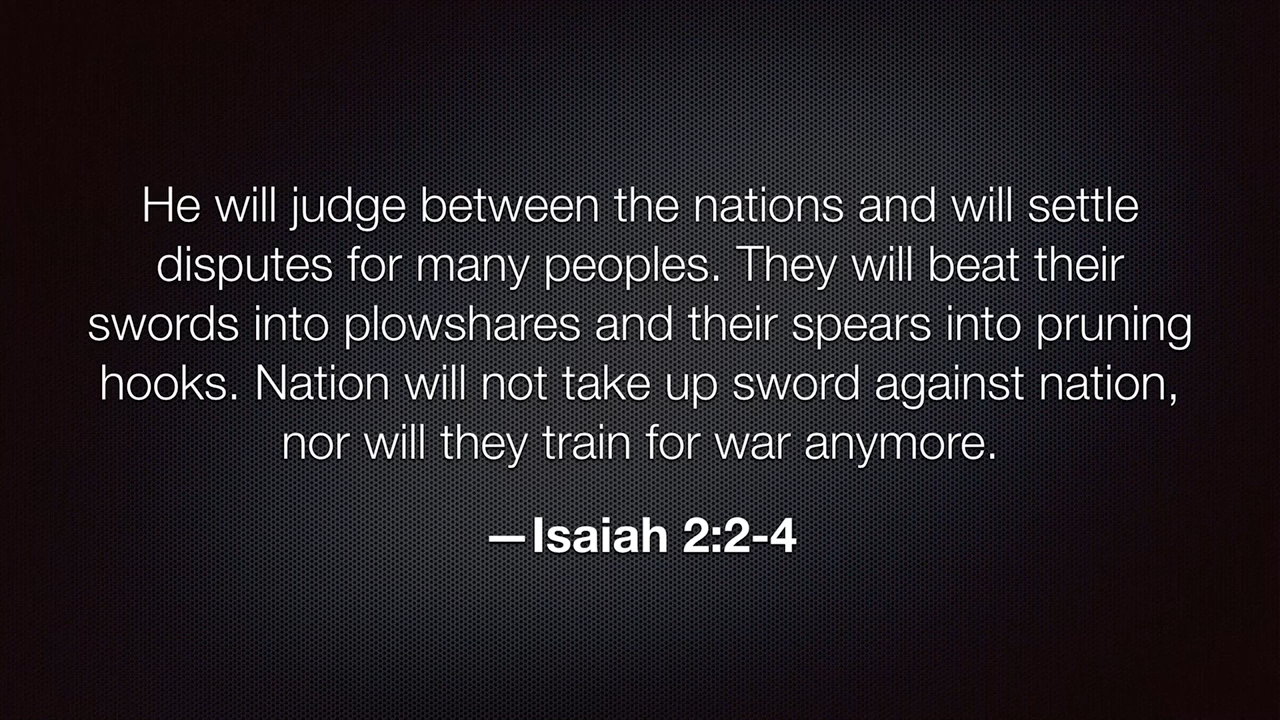 He will judge between the nations and will settle
disputes for many peoples. They will beat their
swords into plowshares and their spears into pruning
hooks. Nation will not take up sword against nation,
nor will they train for war anymore.
—Isaiah 2:2-4